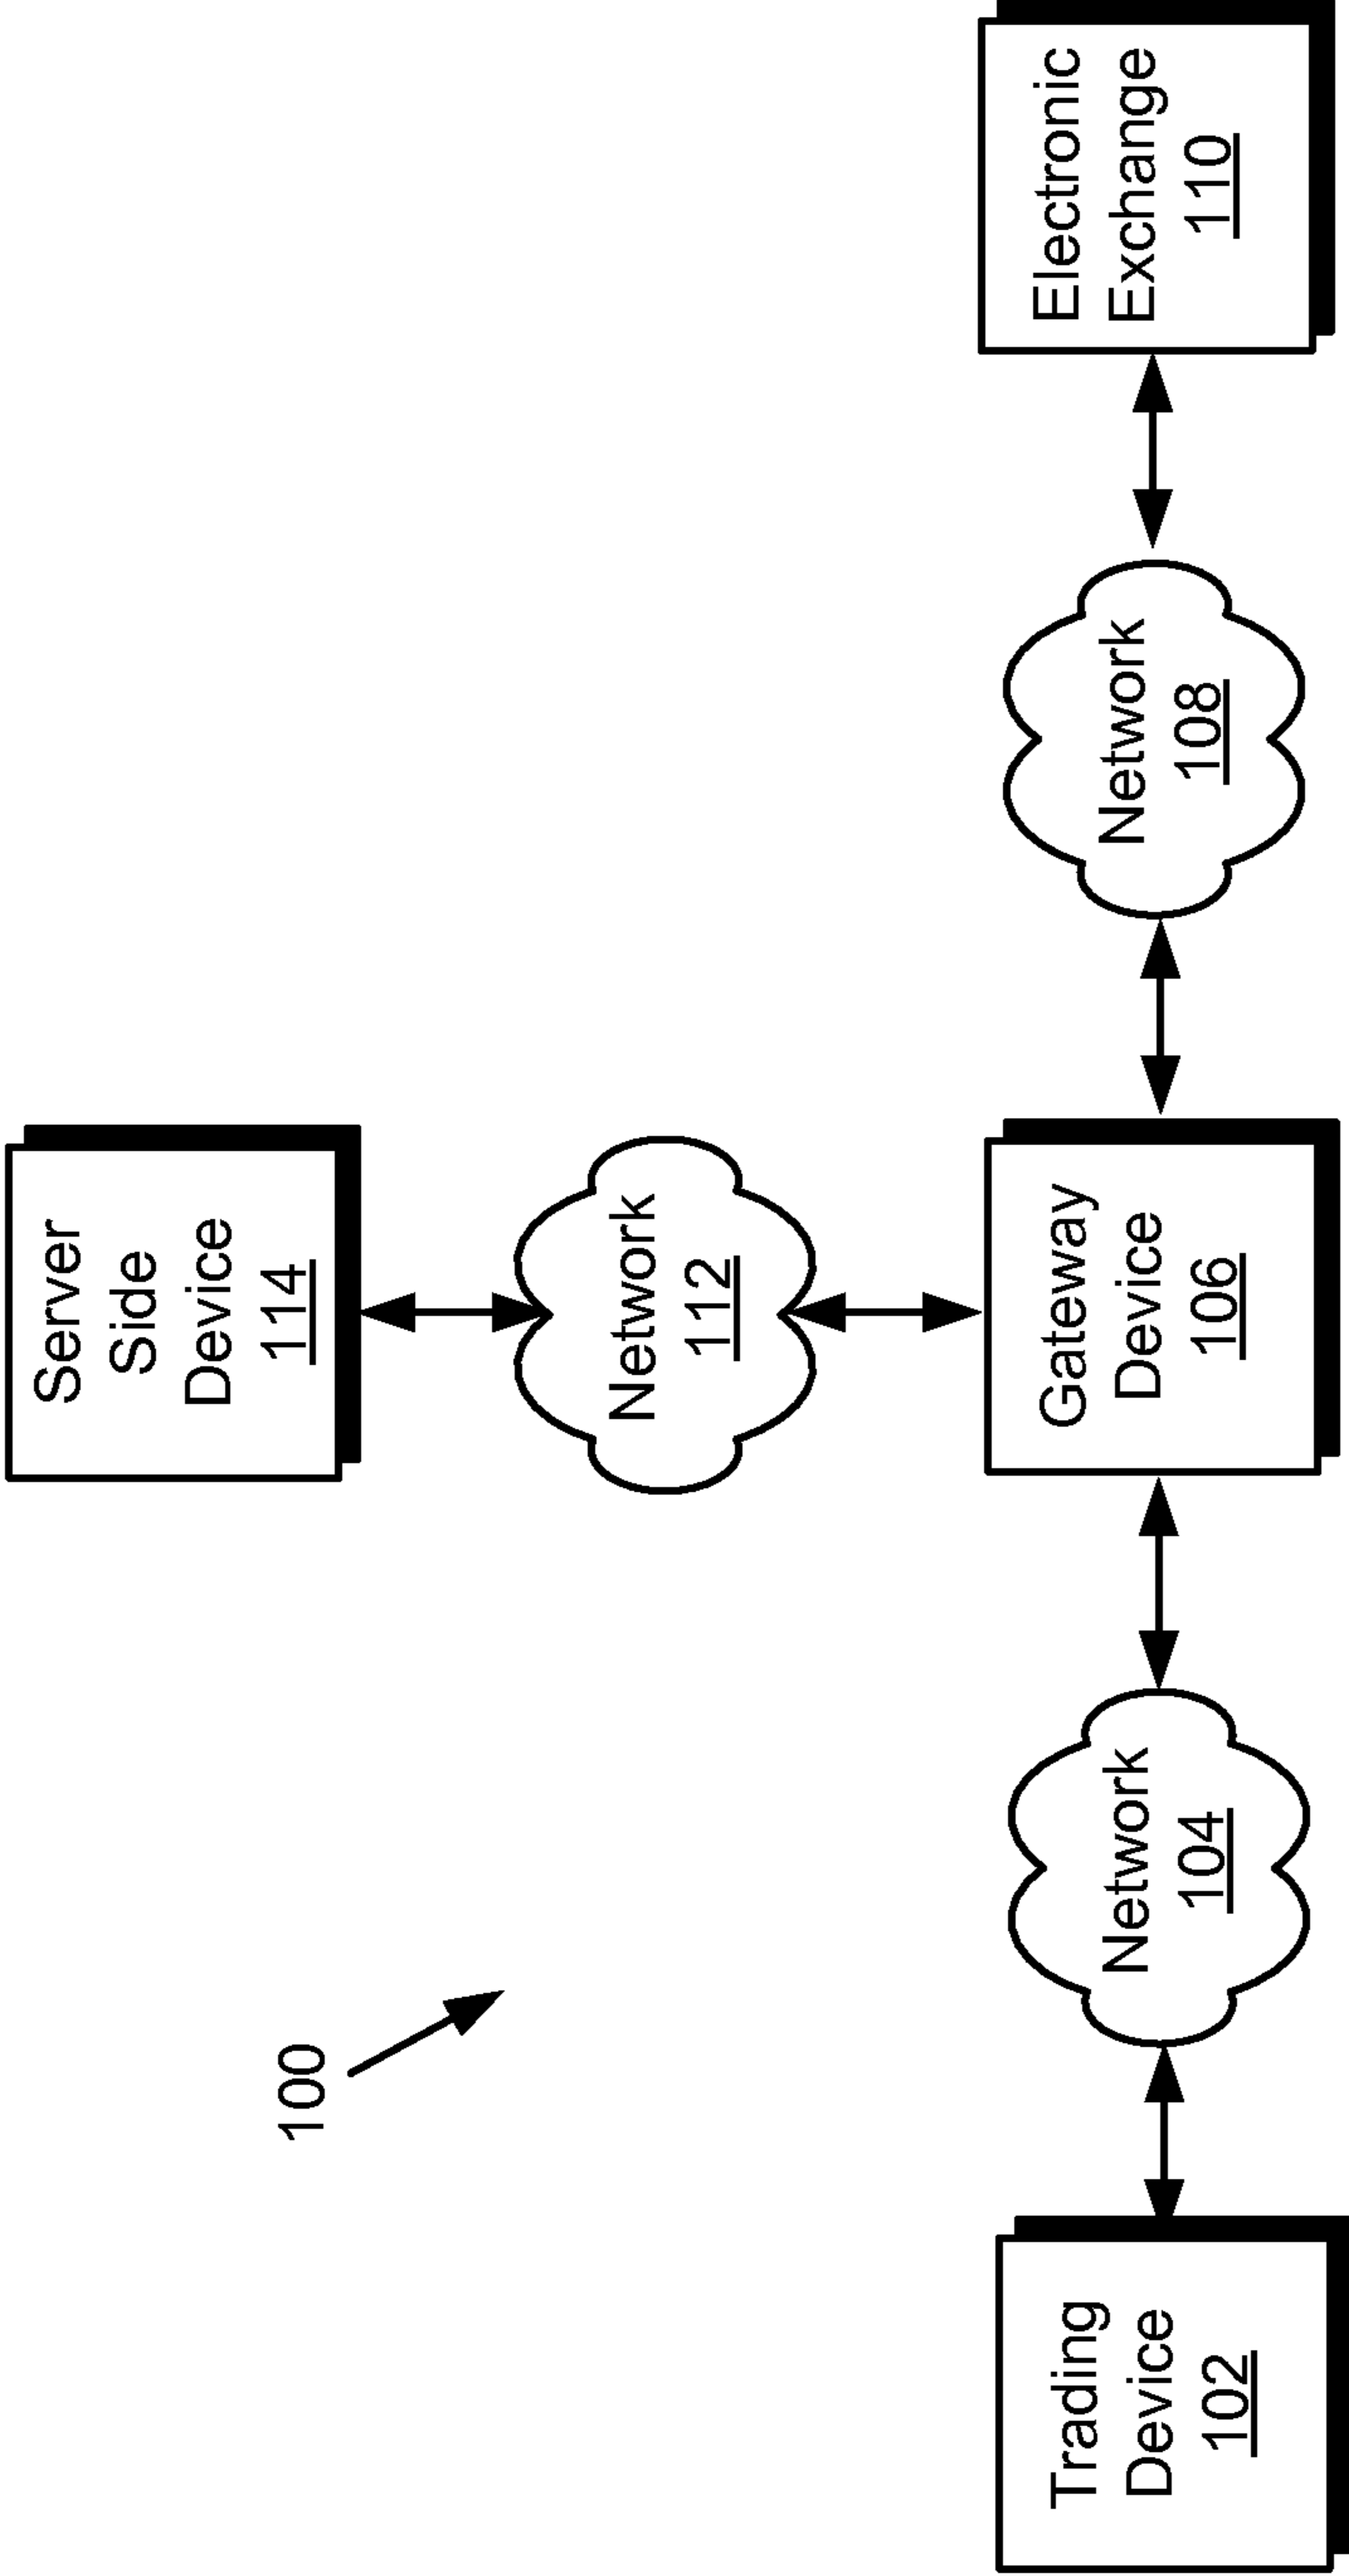 100
Server
Side
Device
114
Network
112
Trading
Device
102
Network
104
Gateway
Device
106
Network
108
Electronic
Exchange
110